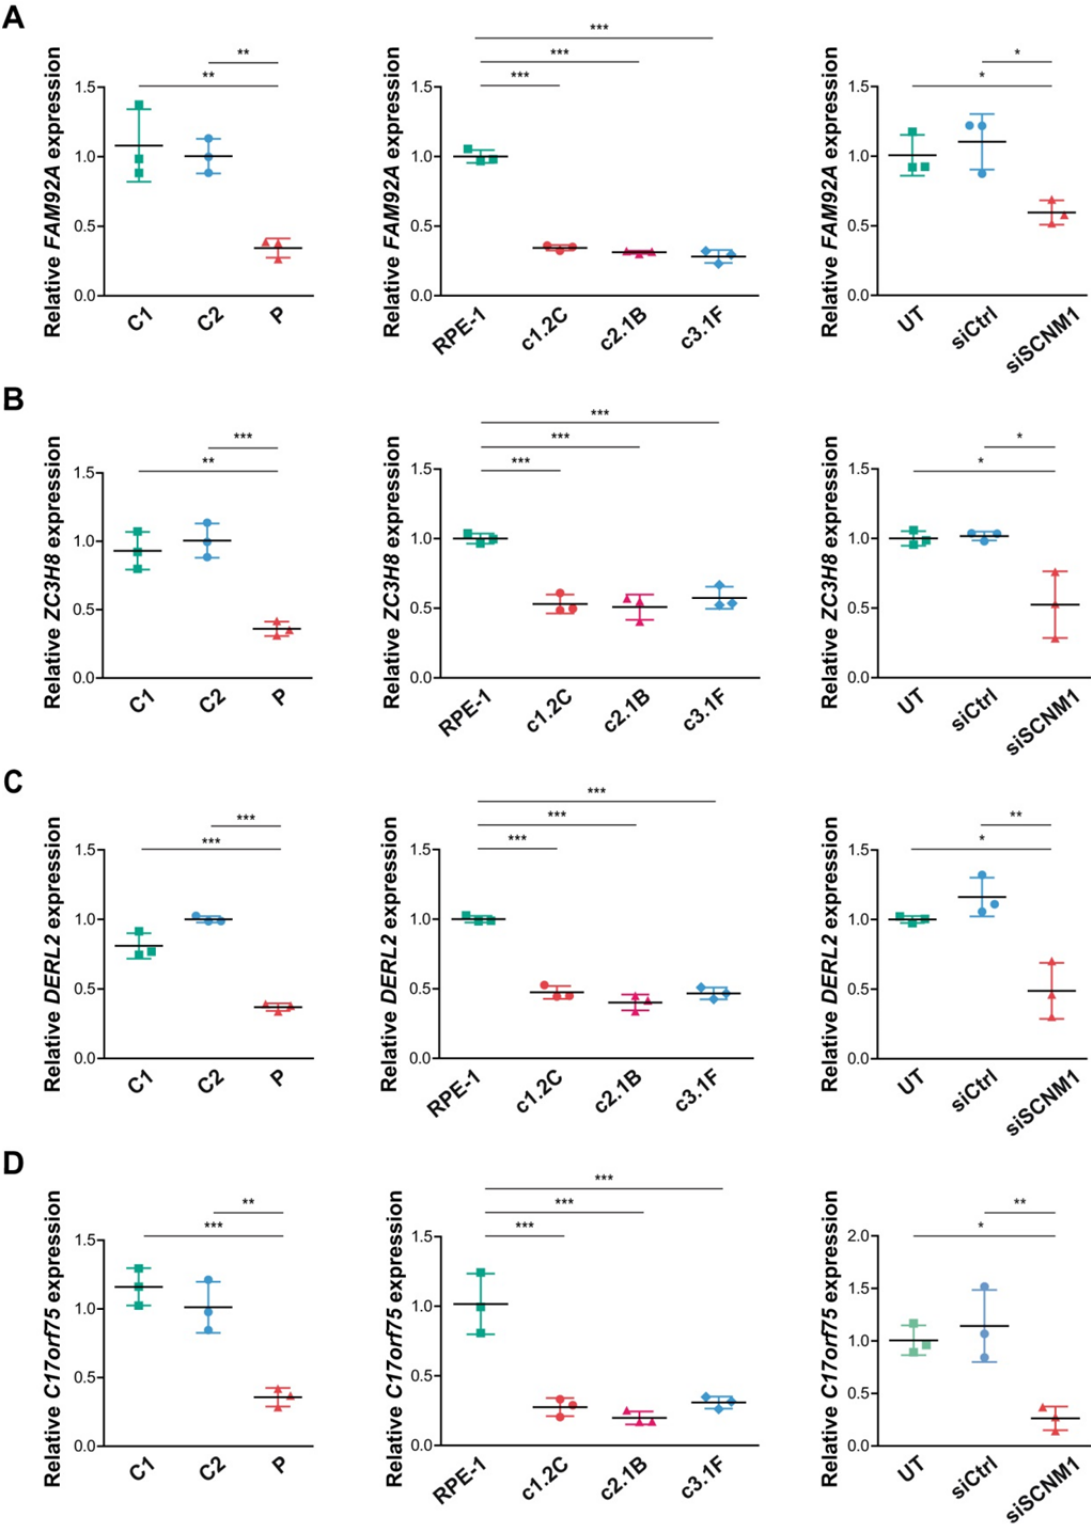 A
Relative FAM92A expression
1.5
1.0
0.5
0.0
**
**
C1
C2
P
Relative FAM92A expression
1.5
1.0
0.5
0.0
***
***
***
RPE-1
c1.2C
c2.1B
c3.1F
Relative FAM92A expression
1.5
1.0
0.5
0.0
*
*
UT
siCtrl
siSCNM1
B
Relative ZC3H8 expression
1.5
1.0
0.5
0.0
***
**
C1
C2
P
Relative ZC3H8 expression
1.5
1.0
0.5
0.0
***
***
***
RPE-1
c1.2C
c2.1B
c3.1F
Relative ZC3H8 expression
1.5
1.0
0.5
0.0
*
*
UT
siCtrl
siSCNM1
C
Relative DERL2 expression
1.5
1.0
0.5
0.0
***
***
C1
C2
P
Relative DERL2 expression
1.5
1.0
0.5
0.0
***
***
***
RPE-1
c1.2C
c2.1B
c3.1F
Relative DERL2 expression
1.5
1.0
0.5
0.0
**
*
UT
siCtrl
siSCNM1
D
Relative C17orf75 expression
1.5
1.0
0.5
0.0
**
***
C1
C2
P
Relative C17orf75 expression
1.5
1.0
0.5
0.0
***
***
***
RPE-1
c1.2C
c2.1B
c3.1F
Relative C17orf75 expression
2.0
1.5
1.0
0.5
0.0
**
*
UT
siCtrl
siSCNM1